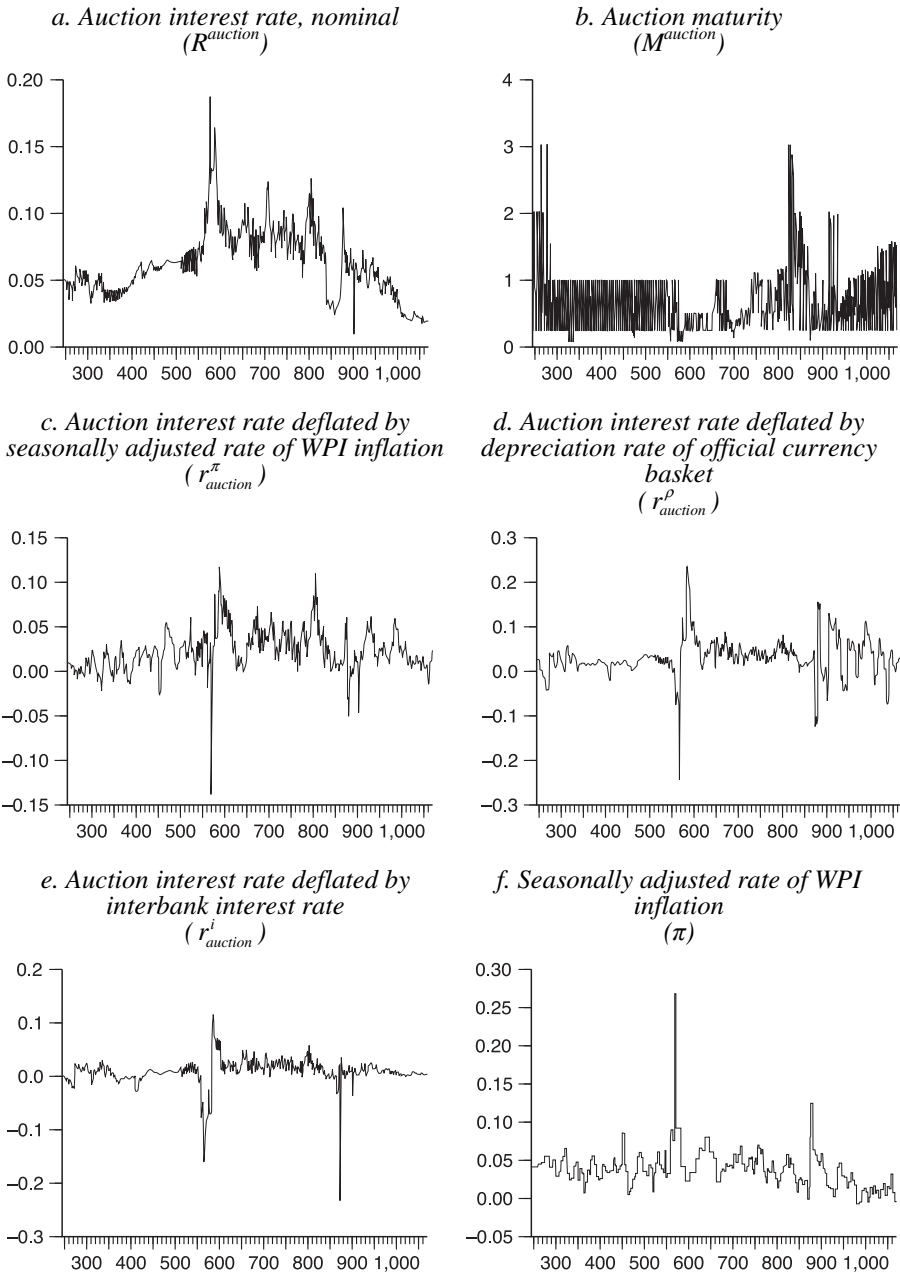 a. Auction interest rate, nominal
(R^auction)
0.20
0.15
0.10
0.05
0.00
300 400 500 600 700 800 900 1,000
b. Auction maturity
(M^auction)
4
3
2
1
0
300 400 500 600 700 800 900 1,000
c. Auction interest rate deflated by
seasonally adjusted rate of WPI inflation
( r^π_auction )
0.15
0.10
0.05
0.00
–0.05
–0.10
–0.15
300 400 500 600 700 800 900 1,000
d. Auction interest rate deflated by
depreciation rate of official currency
basket
( r^ρ_auction )
0.3
0.2
0.1
0.0
–0.1
–0.2
–0.3
300 400 500 600 700 800 900 1,000
e. Auction interest rate deflated by
interbank interest rate
( r^i_auction )
0.2
0.1
0.0
–0.1
–0.2
–0.3
300 400 500 600 700 800 900 1,000
f. Seasonally adjusted rate of WPI
inflation
(π)
0.30
0.25
0.20
0.15
0.10
0.05
0.00
–0.05
300 400 500 600 700 800 900 1,000